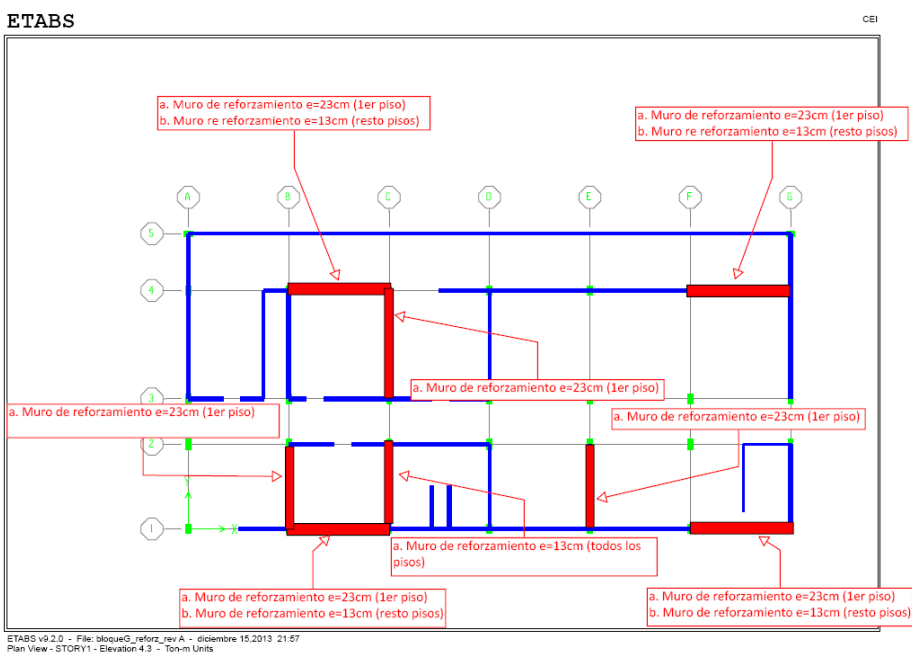 ETABS
CEI
a. Muro de reforzamiento e=23cm (1er piso)
b. Muro re reforzamiento e=13cm (resto pisos)
a. Muro de reforzamiento e=23cm (1er piso)
b. Muro re reforzamiento e=13cm (resto pisos)
A
B
C
D
E
F
G
5
4
a. Muro de reforzamiento e=23cm (1er piso)
3
a. Muro de reforzamiento e=23cm (1er piso)
a. Muro de reforzamiento e=23cm (1er piso)
2
Y
1
X
a. Muro de reforzamiento e=13cm (todos los
pisos)
a. Muro de reforzamiento e=23cm (1er piso)
b. Muro de reforzamiento e=13cm (resto pisos)
a. Muro de reforzamiento e=23cm (1er piso)
b. Muro de reforzamiento e=13cm (resto pisos)
ETABS v9.2.0 - File: bloqueG_reforz_rev A - diciembre 15,2013 21:57
Plan View - STORY1 - Elevation 4.3 - Ton-m Units